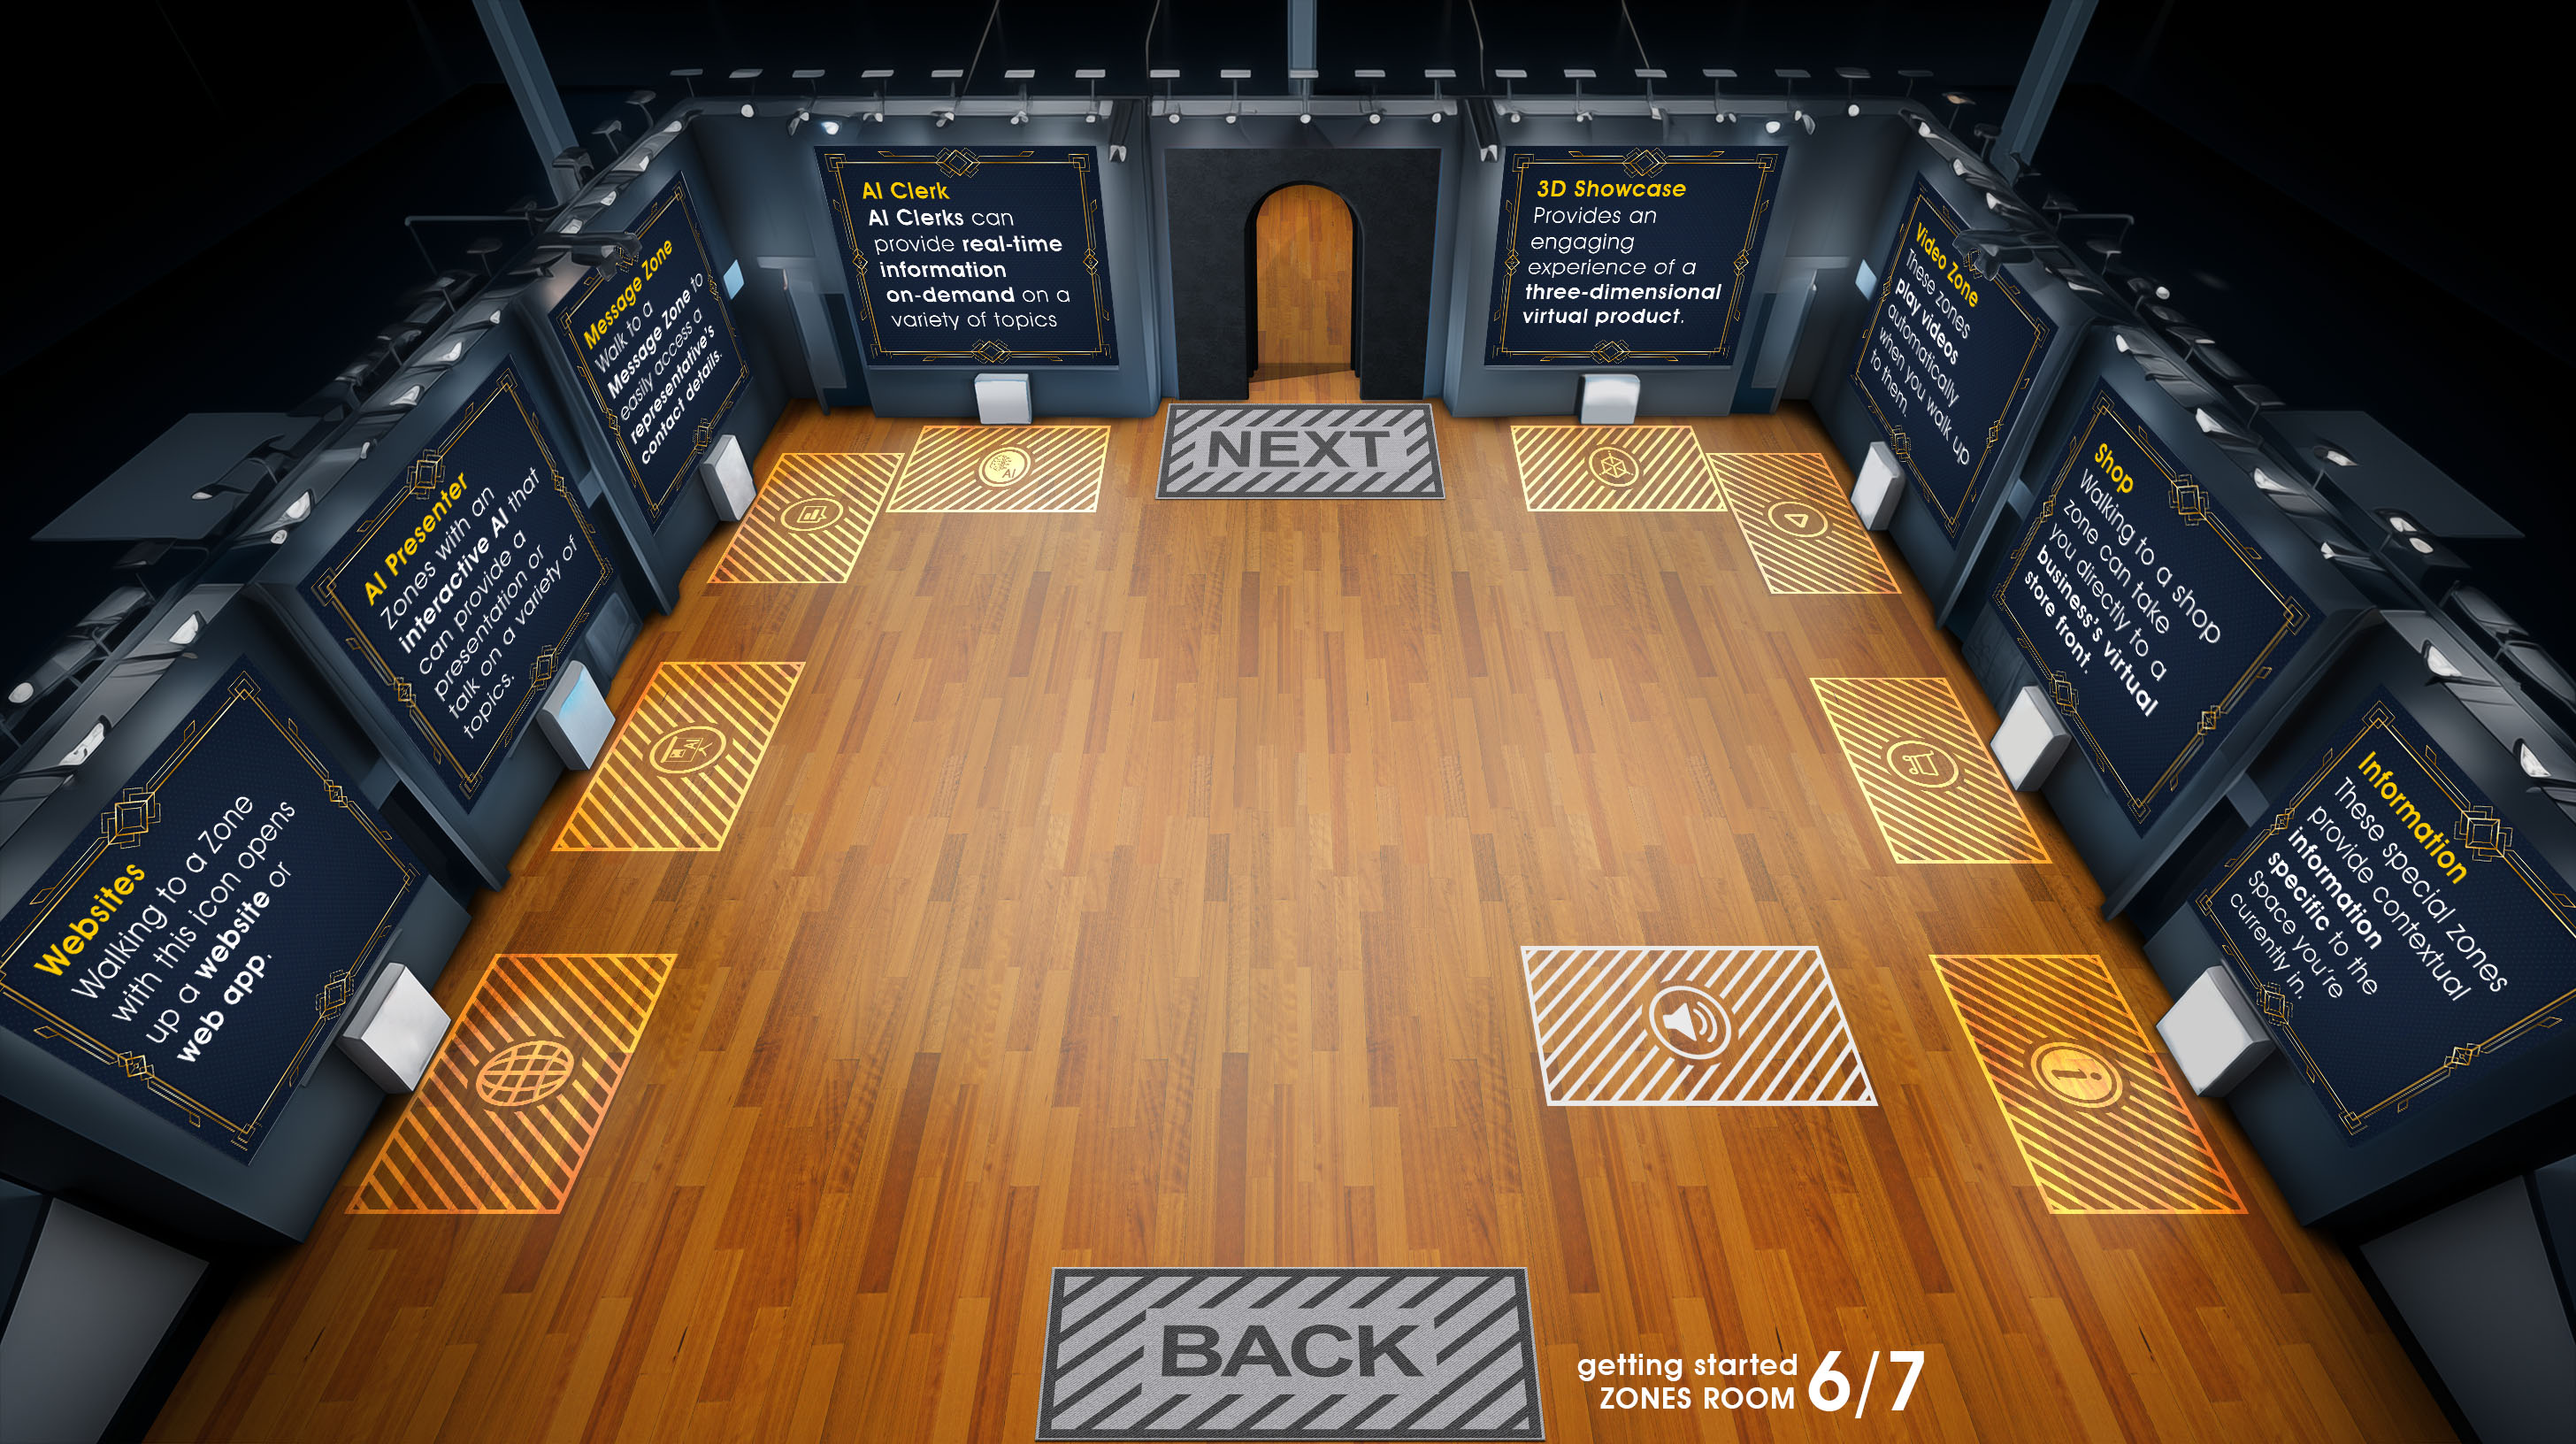 AI Clerk
AI Clerks can
provide real-time
information
on-demand on a
variety of topics
3D Showcase
Provides an
engaging
experience of a
three-dimensional
virtual product.
Message Zone
Walk to a
Message Zone to
easily access a
representative's
contact details.
Video Zone
These zones
play videos
automatically
when you walk up
to them.
NEXT
AI
AI Presenter
Zones with an
interactive AI that
can provide a
presentation or
talk on a variety of
topics.
Shop
Walking to a shop
zone can take
you directly to a
business's virtual
store front.
AI
Websites
Walking to a Zone
with this icon opens
up a website or
web app.
Information
These special zones
provide contextual
information
specific to the
Space you're
currently in.
i
BACK
getting started
ZONES ROOM 6/7